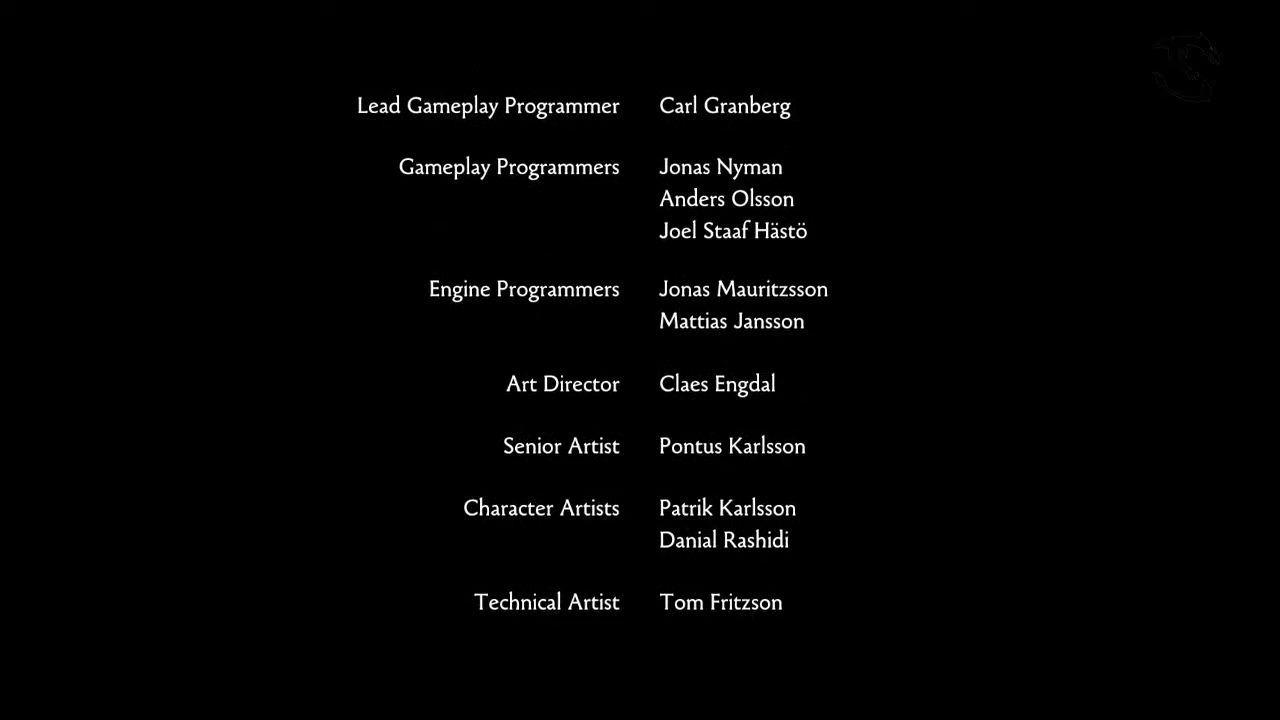 Lead Gameplay Programmer Carl Granberg
Gameplay Programmers Jonas Nyman
Anders Olsson
Joel Staaf Hästö
Engine Programmers Jonas Mauritzsson
Mattias Jansson
Art Director Claes Engdal
Senior Artist Pontus Karlsson
Character Artists Patrik Karlsson
Danial Rashidi
Technical Artist Tom Fritzson